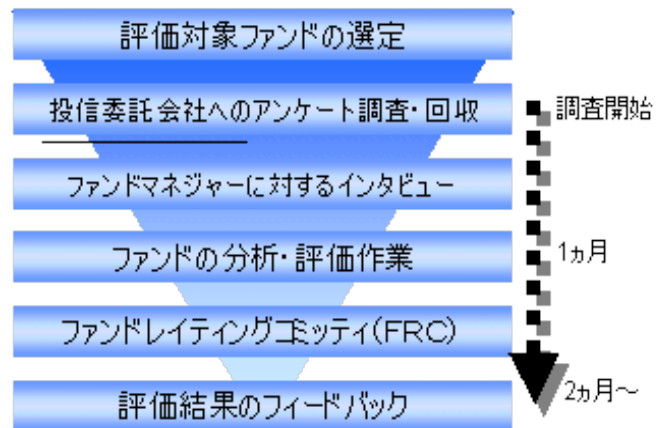 評価対象ファンドの選定
投信委託会社へのアンケート調査・回収
調査開始
ファンドマネジャーに対するインタビュー
ファンドの分析・評価作業
1ヵ月
ファンドレイティングコミッティ(FRC)
評価結果のフィードバック
2ヵ月～